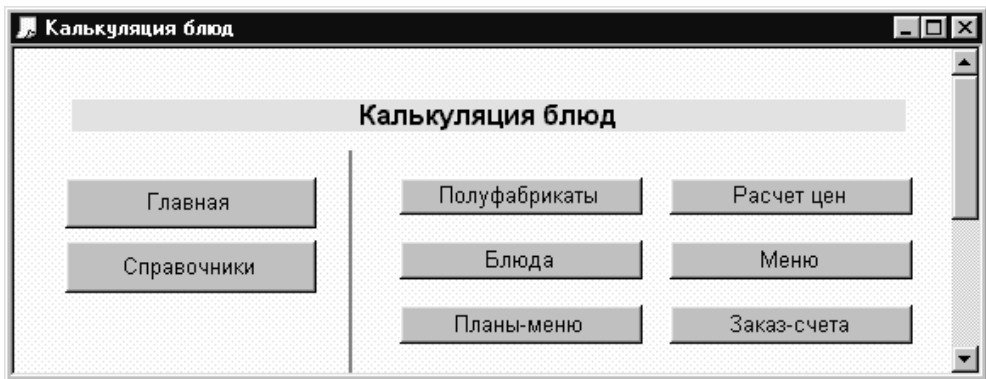 Калькуляция блюд
Калькуляция блюд
Главная
Справочники
Полуфабрикаты
Расчет цен
Блюда
Меню
Планы-меню
Заказ-счета